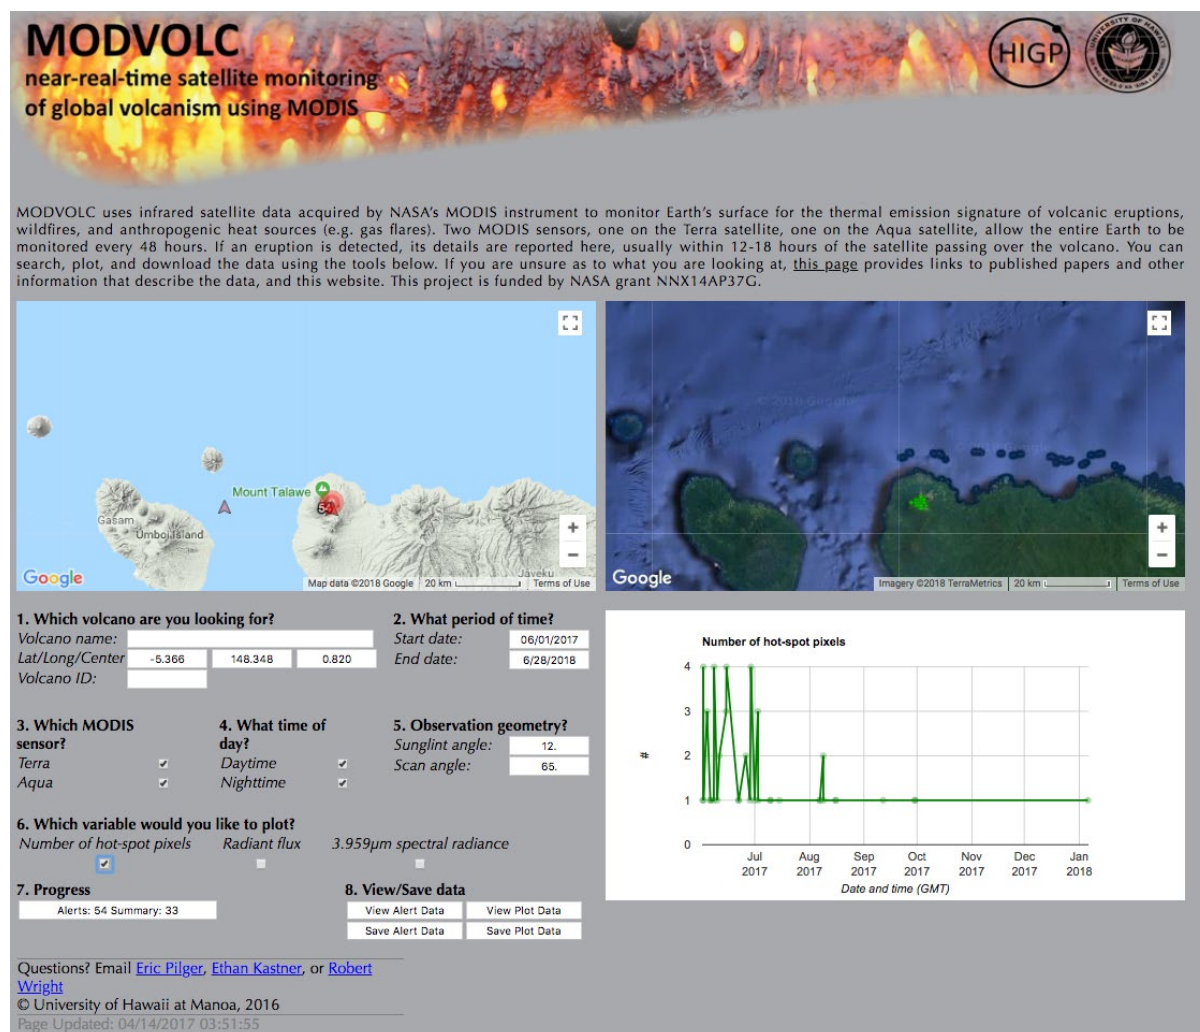 MODVOLC
near-real-time satellite monitoring
of global volcanism using MODIS
HIGP
MODVOLC uses infrared satellite data acquired by NASA's MODIS instrument to monitor Earth's surface for the thermal emission signature of volcanic eruptions,
wildfires, and anthropogenic heat sources (e.g. gas flares). Two MODIS sensors, one on the Terra satellite, one on the Aqua satellite, allow the entire Earth to be
monitored every 48 hours. If an eruption is detected, its details are reported here, usually within 12-18 hours of the satellite passing over the volcano. You can
search, plot, and download the data using the tools below. If you are unsure as to what you are looking at, this page provides links to published papers and other
information that describe the data, and this website. This project is funded by NASA grant NNX14AP37G.
Mount Talawe
54
Gasam
Umboi Island
Javeku
+
−
Google
Map data ©2018 Google
20 km
Terms of Use
© 2018 Google
+
−
Google
Imagery ©2018 TerraMetrics
20 km
Terms of Use
1. Which volcano are you looking for?
Volcano name:
Lat/Long/Center -5.366 148.348 0.820
Volcano ID:
2. What period of time?
Start date: 06/01/2017
End date: 6/28/2018
3. Which MODIS
sensor?
Terra
Aqua
4. What time of
day?
Daytime
Nighttime
5. Observation geometry?
Sunglint angle: 12.
Scan angle: 65.
6. Which variable would you like to plot?
Number of hot-spot pixels Radiant flux 3.959µm spectral radiance
7. Progress
Alerts: 54 Summary: 33
8. View/Save data
View Alert Data View Plot Data
Save Alert Data Save Plot Data
Number of hot-spot pixels
4
3
2
1
0
#
Jul Aug Sep Oct Nov Dec Jan
2017 2017 2017 2017 2017 2017 2018
Date and time (GMT)
Questions? Email Eric Pilger, Ethan Kastner, or Robert
Wright
© University of Hawaii at Manoa, 2016
Page Updated: 04/14/2017 03:51:55